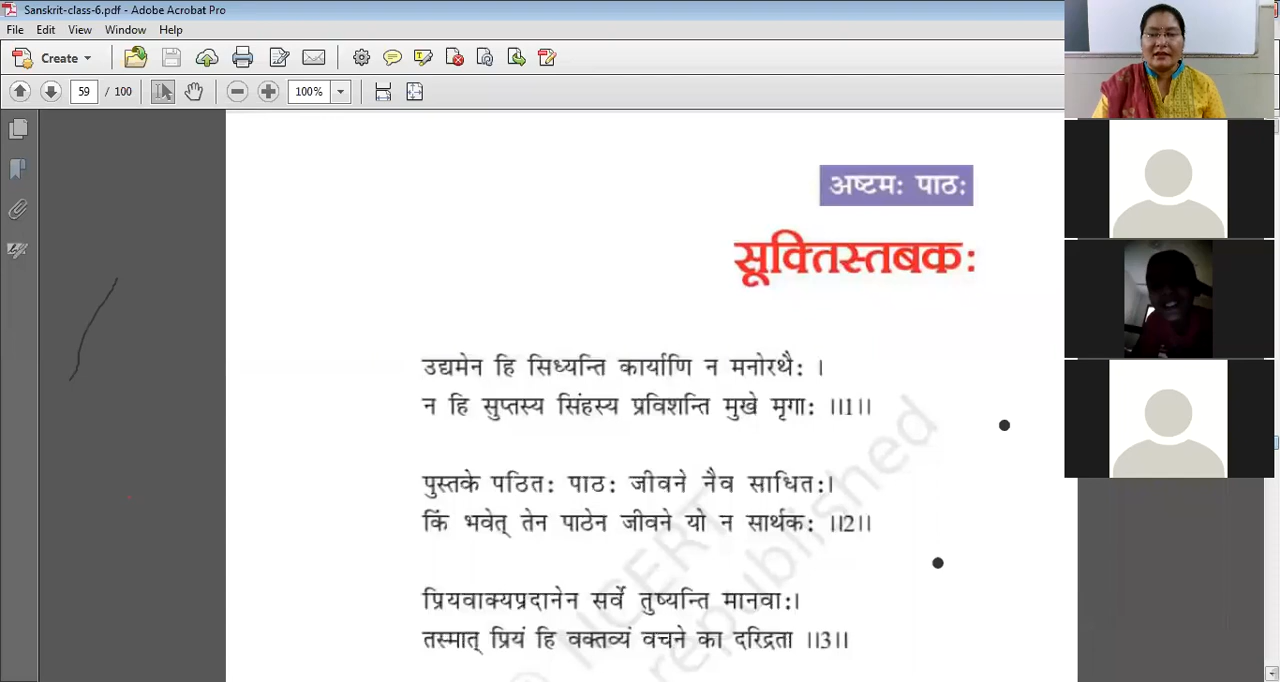 Sanskrit-class-6.pdf - Adobe Acrobat Pro
File Edit View Window Help
Create
59 / 100 100%
अष्टमः पाठः
सूक्तिस्तबकः
उद्यमेन हि सिध्यन्ति कार्याणि न मनोरथैः ।
न हि सुप्तस्य सिंहस्य प्रविशन्ति मुखे मृगाः ।।1।।
पुस्तके पठितः पाठः जीवने नैव साधितः।
किं भवेत् तेन पाठेन जीवने यो न सार्थकः ।।2।।
प्रियवाक्यप्रदानेन सर्वे तुष्यन्ति मानवाः।
तस्मात् प्रियं हि वक्तव्यं वचने का दरिद्रता ।।3।।
© NCERT
republished